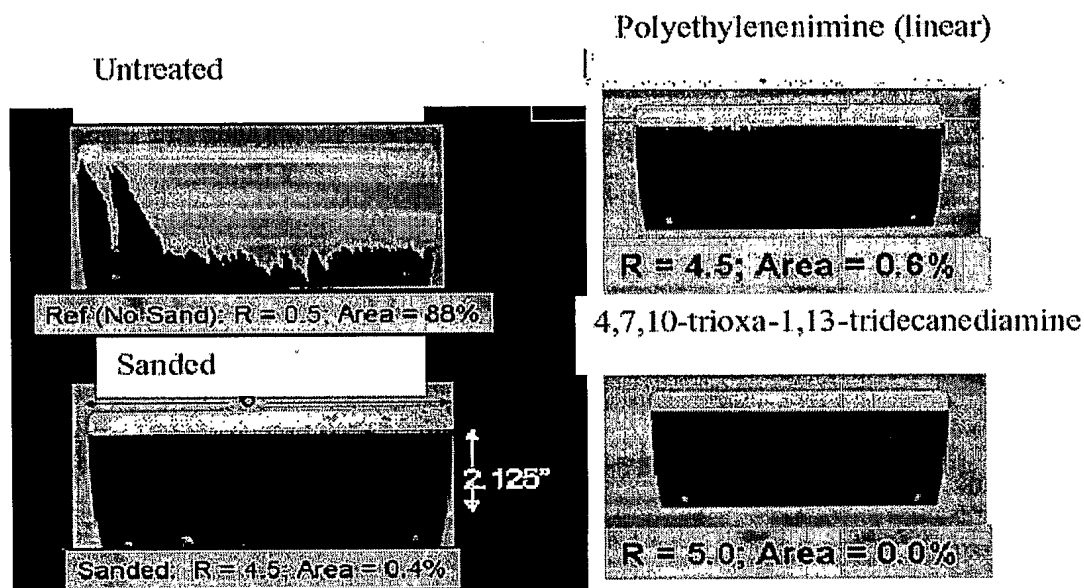 Untreated
Ref (No Sand): R = 0.5, Area = 88%
Sanded
2.125"
Sanded: R = 4.5; Area = 0.4%
Polyethylenenimine (linear)
R = 4.5; Area = 0.6%
4,7,10-trioxa-1,13-tridecanediamine
R = 5.0; Area = 0.0%